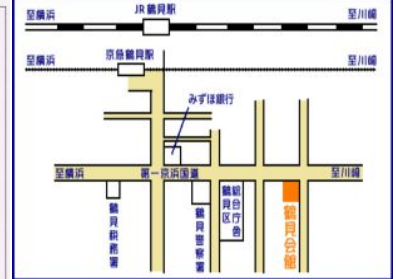 至横浜
JR鶴見駅
至川崎
至横浜
京急鶴見駅
至川崎
みずほ銀行
至横浜
第一京浜国道
至川崎
鶴見税務署
鶴見警察署
鶴見区
総合庁舎
鶴見会館